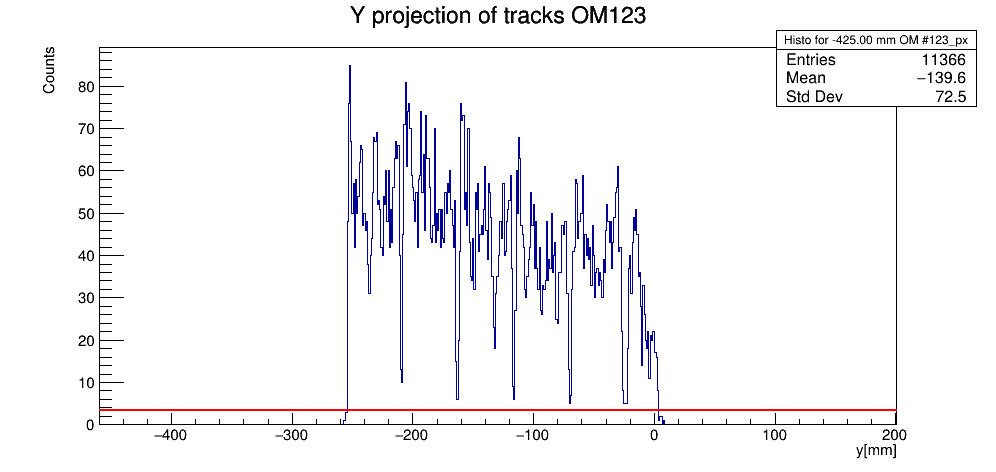 Y projection of tracks OM123
Histo for -425.00 mm OM #123_px
Entries 11366
Mean −139.6
Std Dev 72.5
Counts
80
70
60
50
40
30
20
10
0
−400 −300 −200 −100 0 100 200
y[mm]